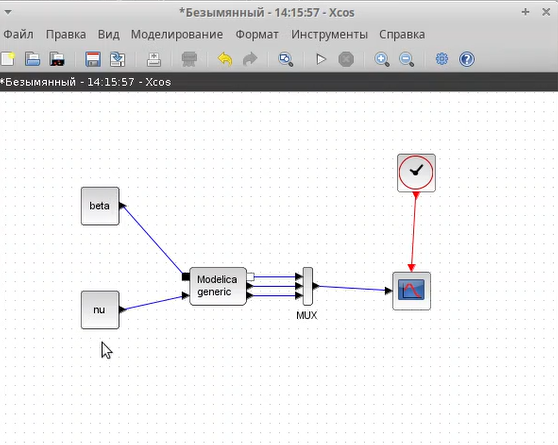 *Безымянный - 14:15:57 - Xcos
Файл Правка Вид Моделирование Формат Инструменты Справка
*Безымянный - 14:15:57 - Xcos
beta
Modelica
generic
nu
MUX